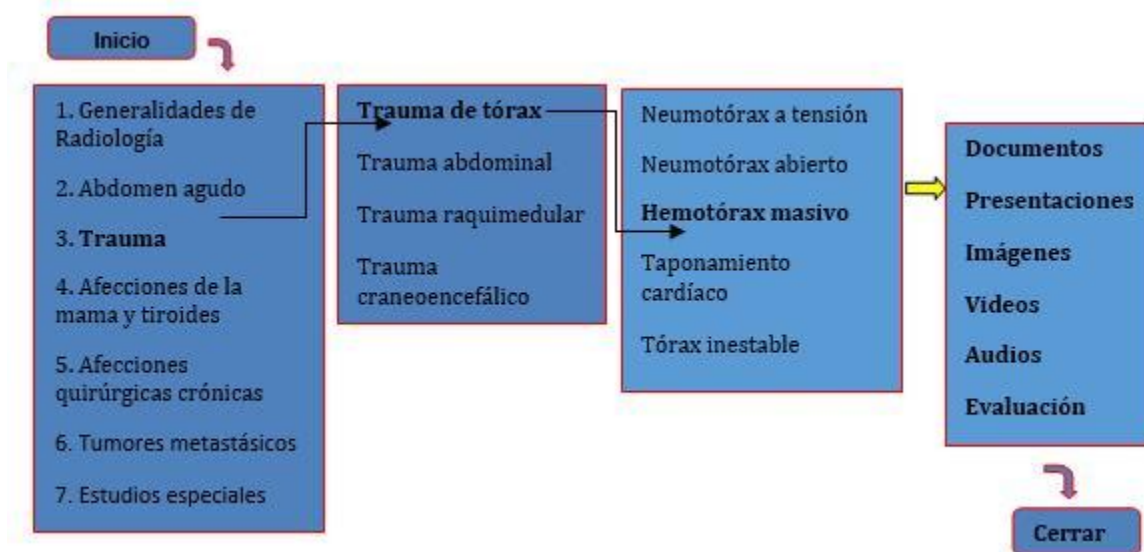 Inicio
1. Generalidades de
Radiología
2. Abdomen agudo
3. Trauma
4. Afecciones de la
mama y tiroides
5. Afecciones
quirúrgicas crónicas
6. Tumores metastásicos
7. Estudios especiales
Trauma de tórax
Trauma abdominal
Trauma raquimedular
Trauma
craneoencefálico
Neumotórax a tensión
Neumotórax abierto
Hemotórax masivo
Taponamiento
cardíaco
Tórax inestable
Documentos
Presentaciones
Imágenes
Videos
Audios
Evaluación
Cerrar